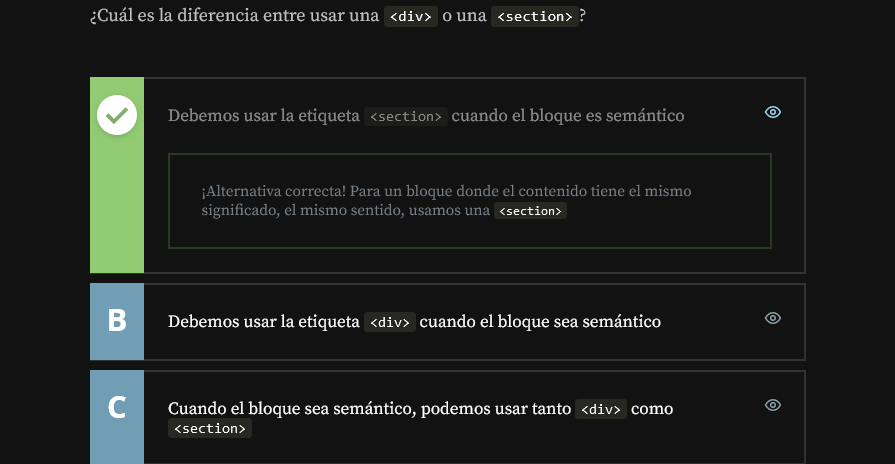 ¿Cuál es la diferencia entre usar una <div> o una <section>?
Debemos usar la etiqueta <section> cuando el bloque es semántico
¡Alternativa correcta! Para un bloque donde el contenido tiene el mismo
significado, el mismo sentido, usamos una <section>
B
Debemos usar la etiqueta <div> cuando el bloque sea semántico
C
Cuando el bloque sea semántico, podemos usar tanto <div> como
<section>